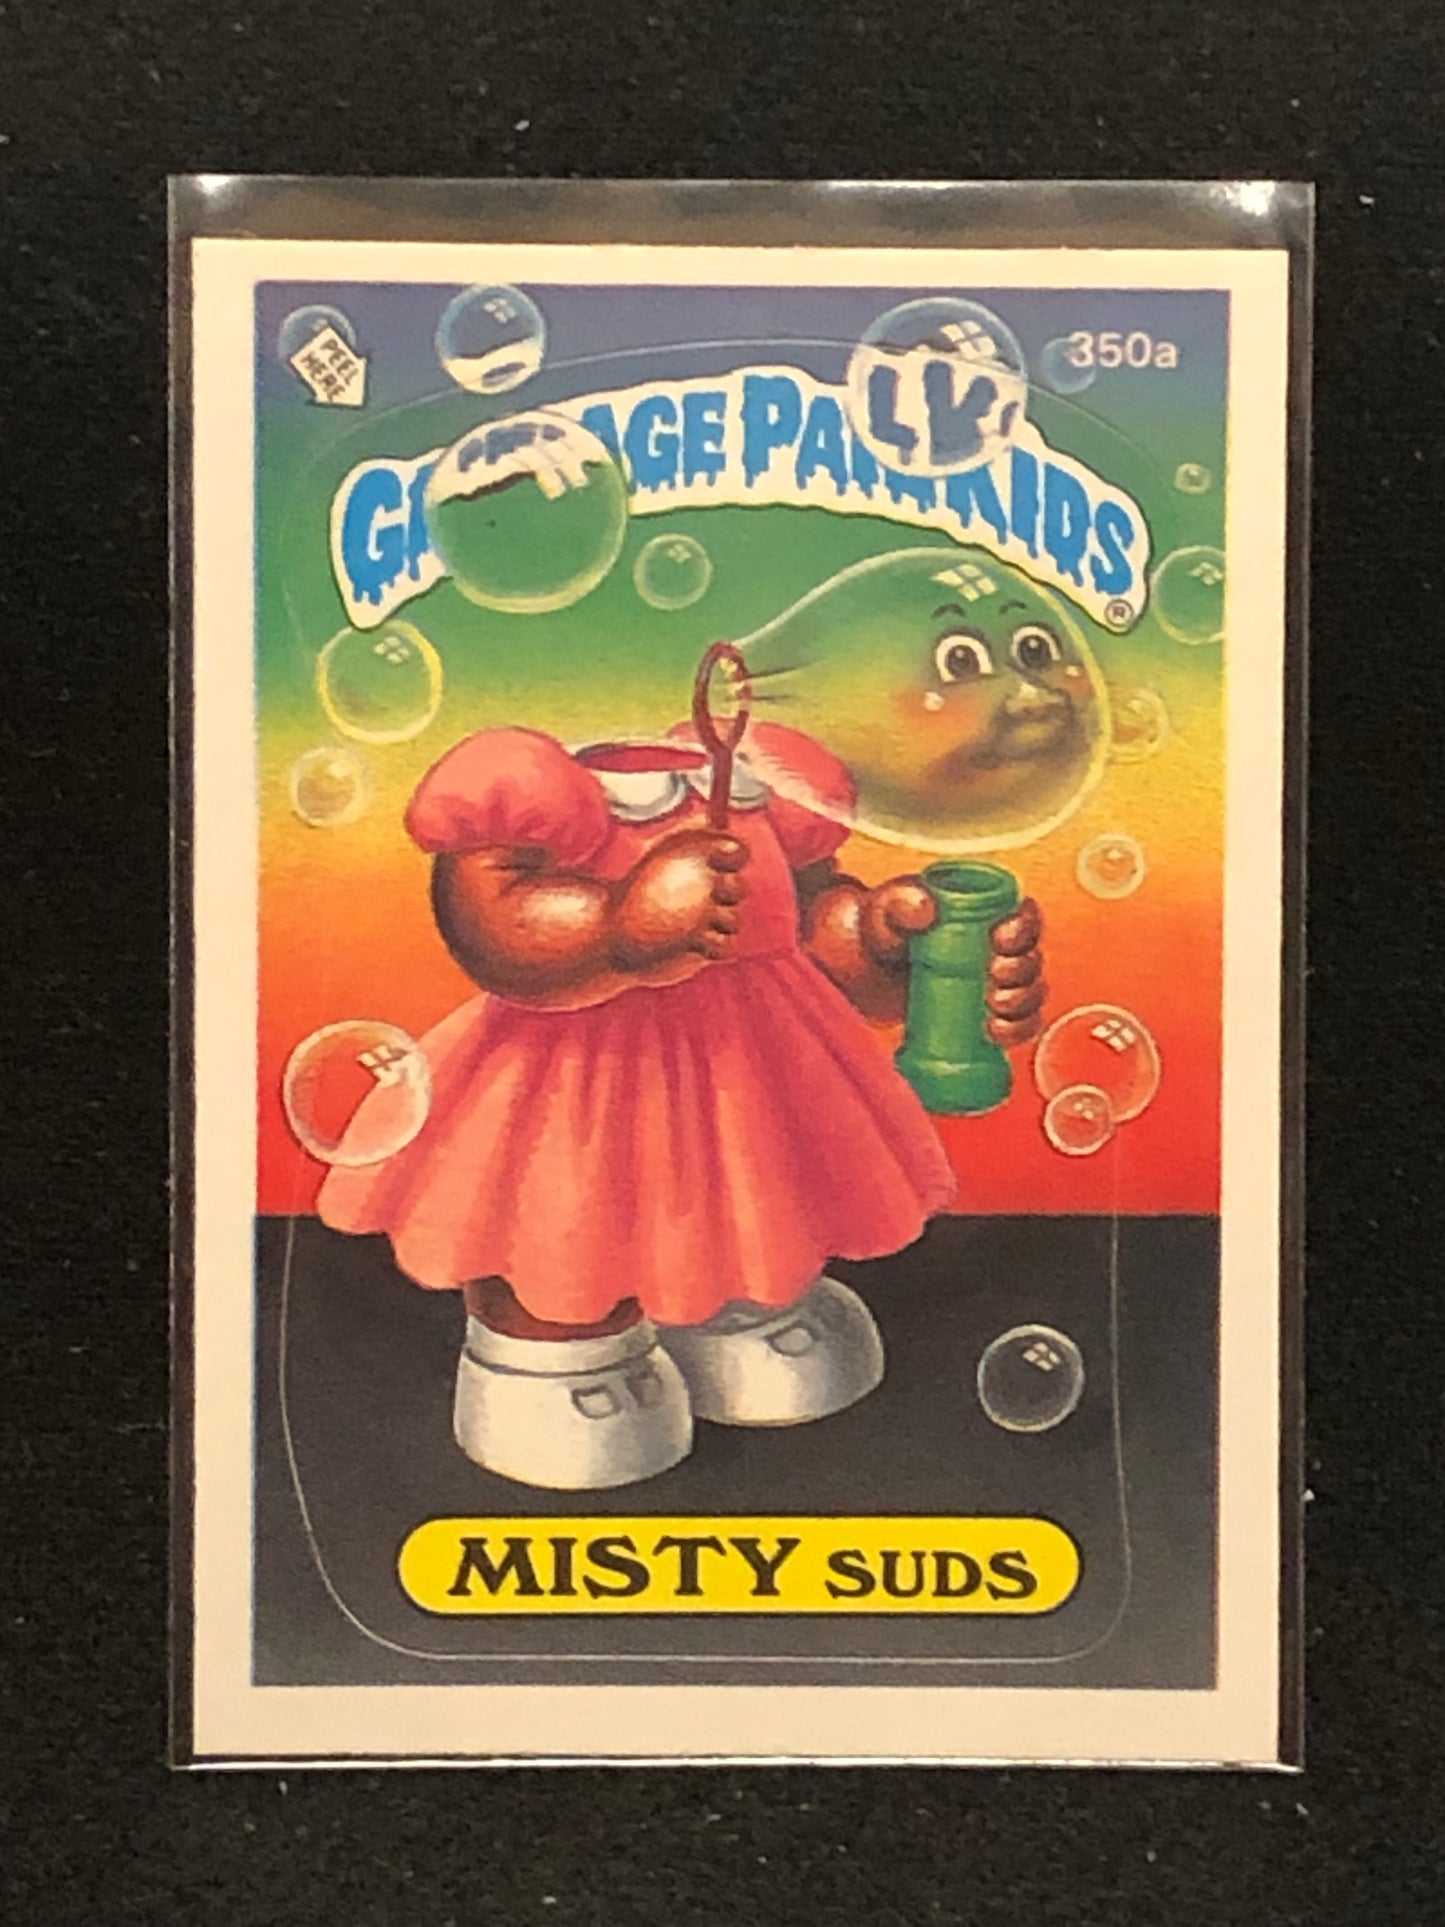 PEEL
HERE
350a
GARBAGE PAIL KIDS
®
MISTY SUDS